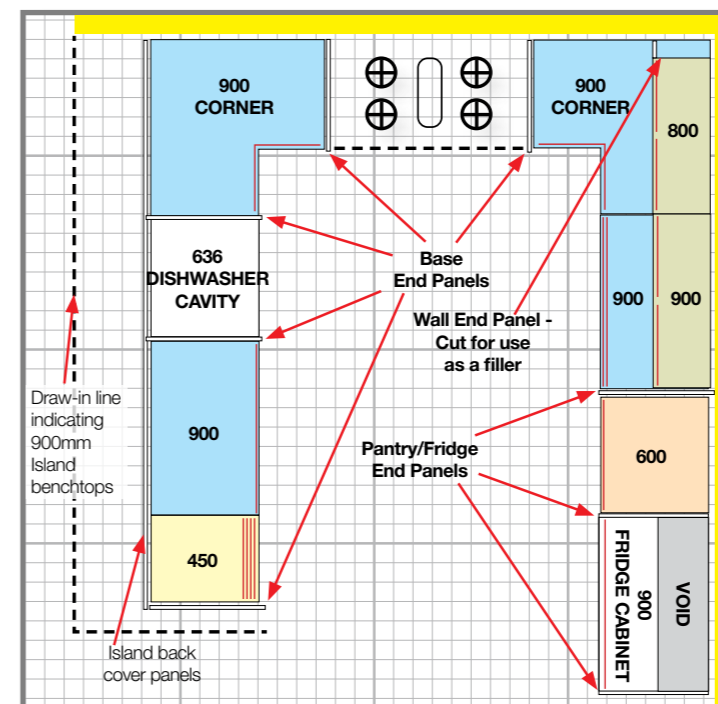 900
CORNER
900
CORNER
800
636
DISHWASHER
CAVITY
Base
End Panels
900
900
Wall End Panel -
Cut for use
as a filler
Draw-in line
indicating
900mm
Island
benchtops
900
Pantry/Fridge
End Panels
600
450
900
FRIDGE CABINET
VOID
Island back
cover panels